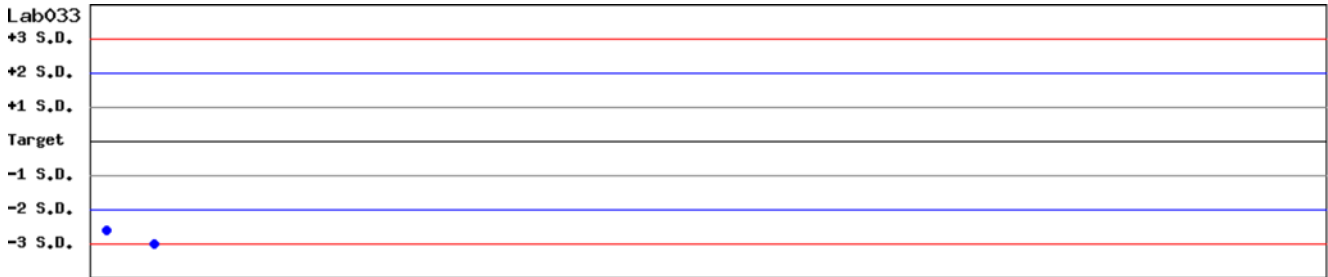 Lab033
+3 S.D.
+2 S.D.
+1 S.D.
Target
-1 S.D.
-2 S.D.
-3 S.D.